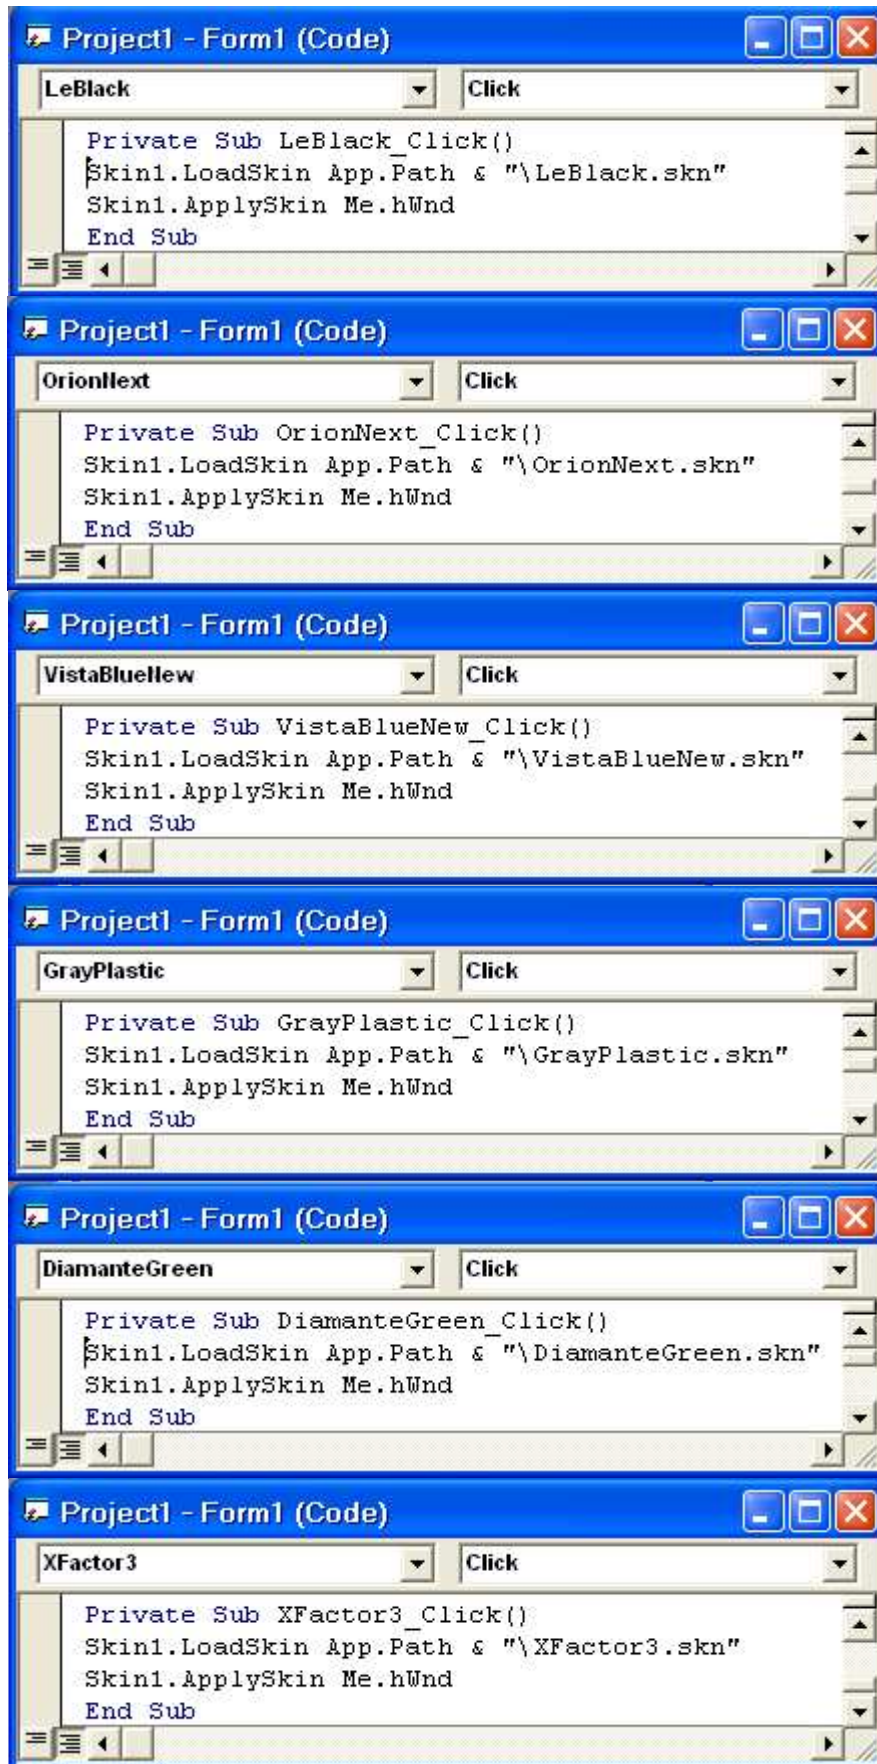 Project1 - Form1 (Code)
LeBlack Click
Private Sub LeBlack_Click()
Skin1.LoadSkin App.Path & "\LeBlack.skn"
Skin1.ApplySkin Me.hWnd
End Sub
Project1 - Form1 (Code)
OrionNext Click
Private Sub OrionNext_Click()
Skin1.LoadSkin App.Path & "\OrionNext.skn"
Skin1.ApplySkin Me.hWnd
End Sub
Project1 - Form1 (Code)
VistaBlueNew Click
Private Sub VistaBlueNew_Click()
Skin1.LoadSkin App.Path & "\VistaBlueNew.skn"
Skin1.ApplySkin Me.hWnd
End Sub
Project1 - Form1 (Code)
GrayPlastic Click
Private Sub GrayPlastic_Click()
Skin1.LoadSkin App.Path & "\GrayPlastic.skn"
Skin1.ApplySkin Me.hWnd
End Sub
Project1 - Form1 (Code)
DiamanteGreen Click
Private Sub DiamanteGreen_Click()
Skin1.LoadSkin App.Path & "\DiamanteGreen.skn"
Skin1.ApplySkin Me.hWnd
End Sub
Project1 - Form1 (Code)
XFactor3 Click
Private Sub XFactor3_Click()
Skin1.LoadSkin App.Path & "\XFactor3.skn"
Skin1.ApplySkin Me.hWnd
End Sub